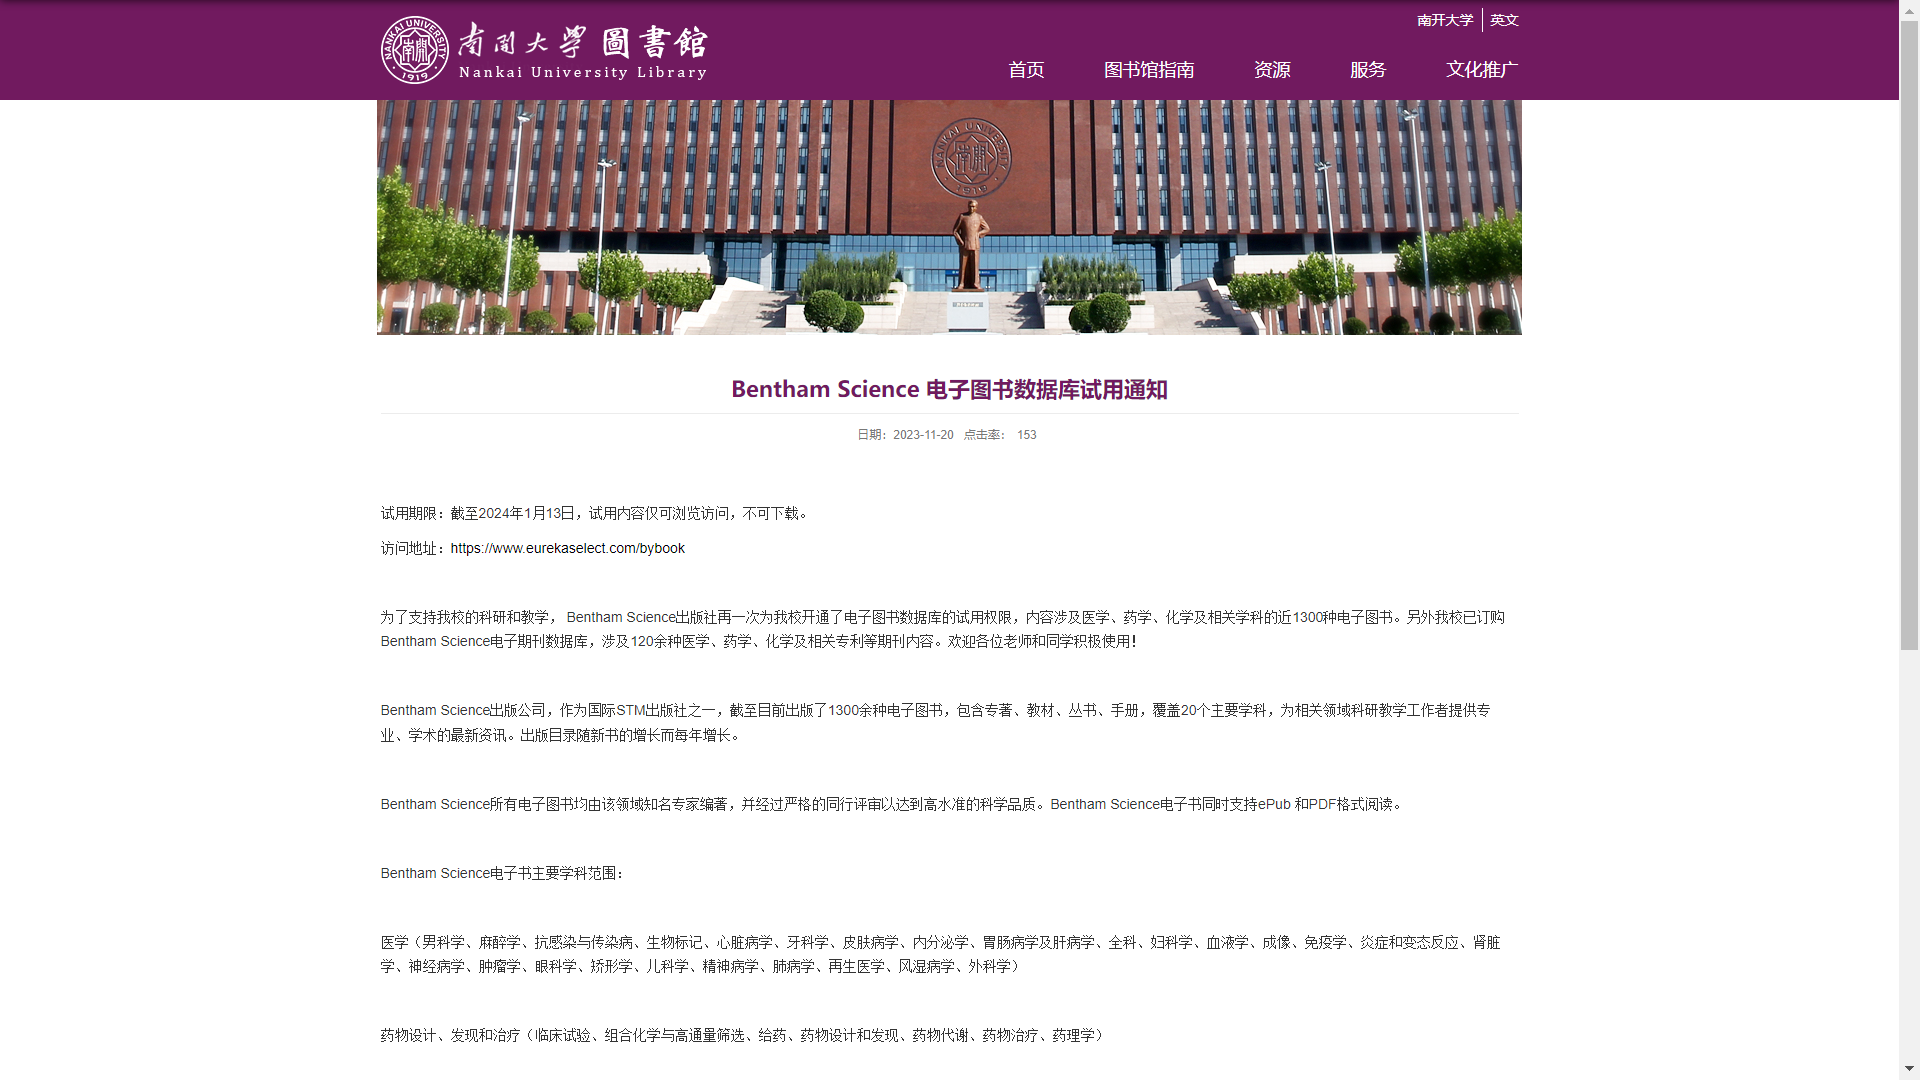 南开大学 英文
NANKAI UNIVERSITY
1919
南開大學 圖書館
Nankai University Library
首页 图书馆指南 资源 服务 文化推广
NANKAI UNIVERSITY
南開
1919
Bentham Science 电子图书数据库试用通知
日期：2023-11-20 点击率： 153
试用期限：截至2024年1月13日，试用内容仅可浏览访问，不可下载。
访问地址：https://www.eurekaselect.com/bybook
为了支持我校的科研和教学， Bentham Science出版社再一次为我校开通了电子图书数据库的试用权限，内容涉及医学、药学、化学及相关学科的近1300种电子图书。另外我校已订购
Bentham Science电子期刊数据库，涉及120余种医学、药学、化学及相关专利等期刊内容。欢迎各位老师和同学积极使用！
Bentham Science出版公司，作为国际STM出版社之一，截至目前出版了1300余种电子图书，包含专著、教材、丛书、手册，覆盖20个主要学科，为相关领域科研教学工作者提供专
业、学术的最新资讯。出版目录随新书的增长而每年增长。
Bentham Science所有电子图书均由该领域知名专家编著，并经过严格的同行评审以达到高水准的科学品质。Bentham Science电子书同时支持ePub 和PDF格式阅读。
Bentham Science电子书主要学科范围：
医学（男科学、麻醉学、抗感染与传染病、生物标记、心脏病学、牙科学、皮肤病学、内分泌学、胃肠病学及肝病学、全科、妇科学、血液学、成像、免疫学、炎症和变态反应、肾脏
学、神经病学、肿瘤学、眼科学、矫形学、儿科学、精神病学、肺病学、再生医学、风湿病学、外科学）
药物设计、发现和治疗（临床试验、组合化学与高通量筛选、给药、药物设计和发现、药物代谢、药物治疗、药理学）